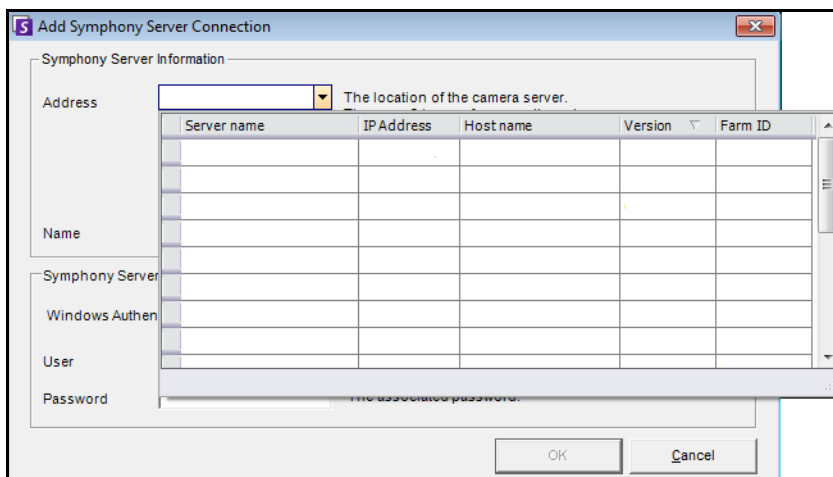 Add Symphony Server Connection
Symphony Server Information
Address
The location of the camera server.
Server name IP Address Host name Version Farm ID
Name
Symphony Server
Windows Authen
User
Password
The associated password.
OK Cancel